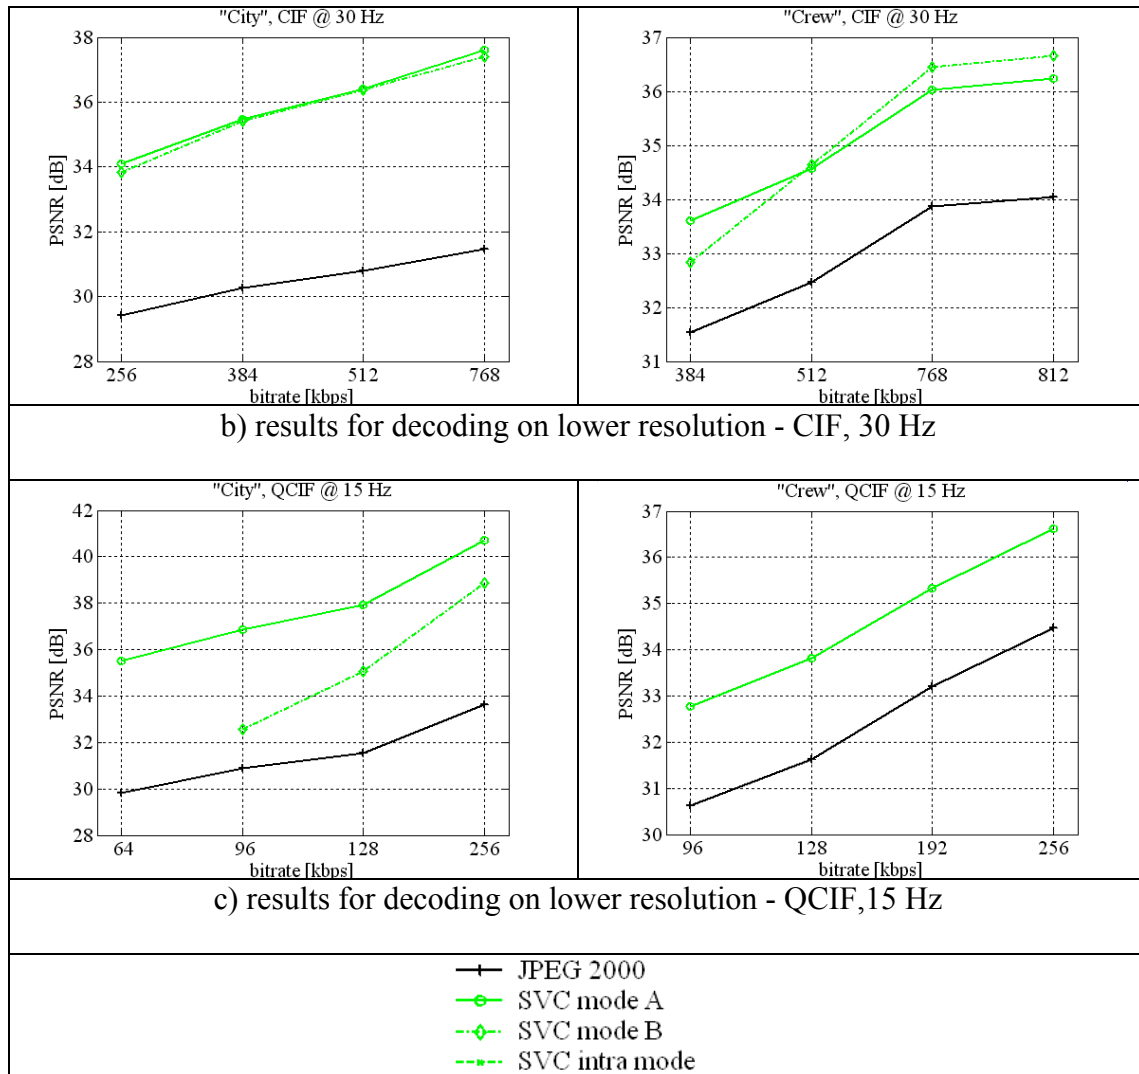 "City", CIF @ 30 Hz
38
36
34
32
30
28
PSNR [dB]
256 384 512 768
bitrate [kbps]
"Crew", CIF @ 30 Hz
37
36
35
34
33
32
31
PSNR [dB]
384 512 768 812
bitrate [kbps]
b) results for decoding on lower resolution - CIF, 30 Hz
"City", QCIF @ 15 Hz
42
40
38
36
34
32
30
28
PSNR [dB]
64 96 128 256
bitrate [kbps]
"Crew", QCIF @ 15 Hz
37
36
35
34
33
32
31
30
PSNR [dB]
96 128 192 256
bitrate [kbps]
c) results for decoding on lower resolution - QCIF,15 Hz
JPEG 2000
SVC mode A
SVC mode B
SVC intra mode